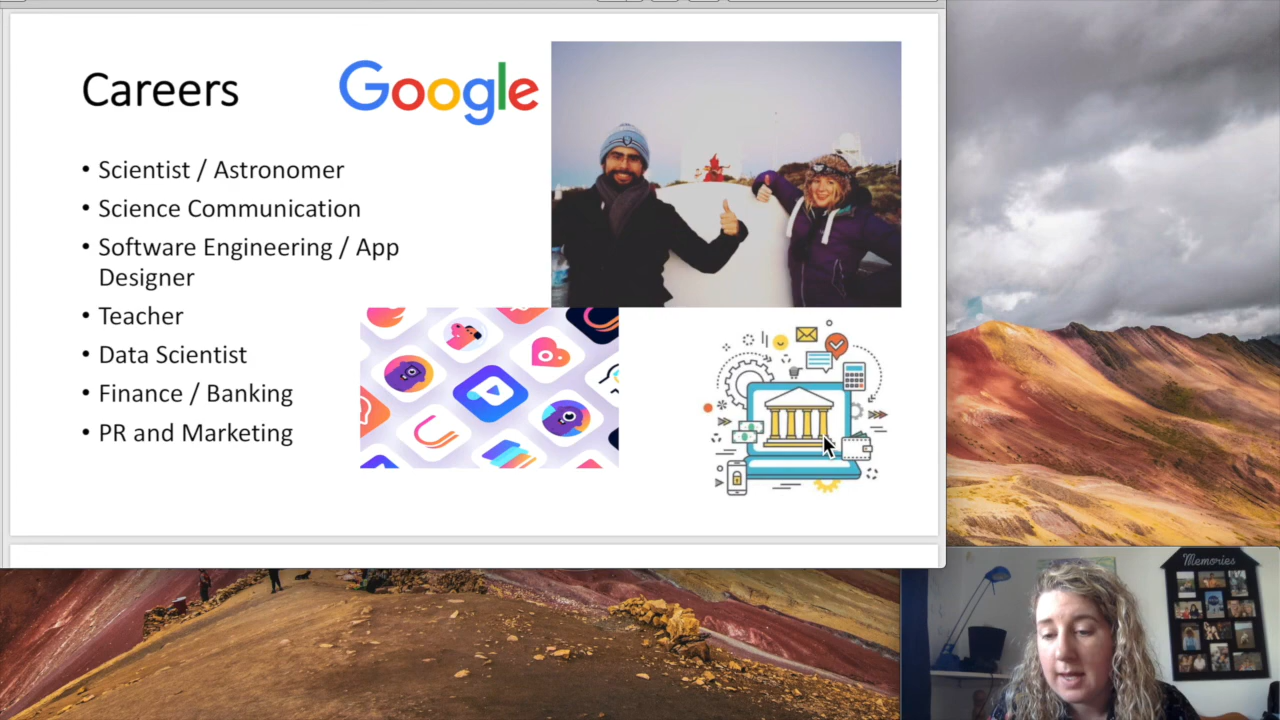 Careers
Google
• Scientist / Astronomer
• Science Communication
• Software Engineering / App
Designer
• Teacher
• Data Scientist
• Finance / Banking
• PR and Marketing
Memories